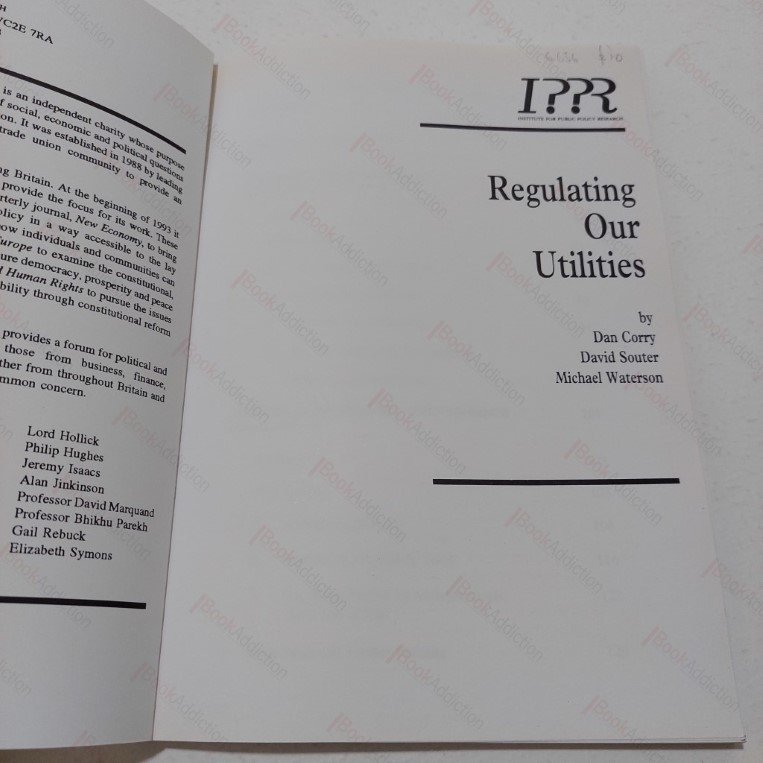 H
VC2E 7RA
is an independent charity whose purpose
of social, economic and political questions
on. It was established in 1988 by leading
trade union community to provide an
ng Britain. At the beginning of 1993 it
provide the focus for its work. These
rterly journal, New Economy, to bring
olicy in a way accessible to the lay
ow individuals and communities can
Europe to examine the constitutional,
ure democracy, prosperity and peace
d Human Rights to pursue the issues
bility through constitutional reform
provides a forum for political and
those from business, finance,
ther from throughout Britain and
mmon concern.
Lord Hollick
Philip Hughes
Jeremy Isaacs
Alan Jinkinson
Professor David Marquand
Professor Bhikhu Parekh
Gail Rebuck
Elizabeth Symons
£10
I??R
INSTITUTE FOR PUBLIC POLICY RESEARCH
Regulating
Our
Utilities
by
Dan Corry
David Souter
Michael Waterson
BookAddiction